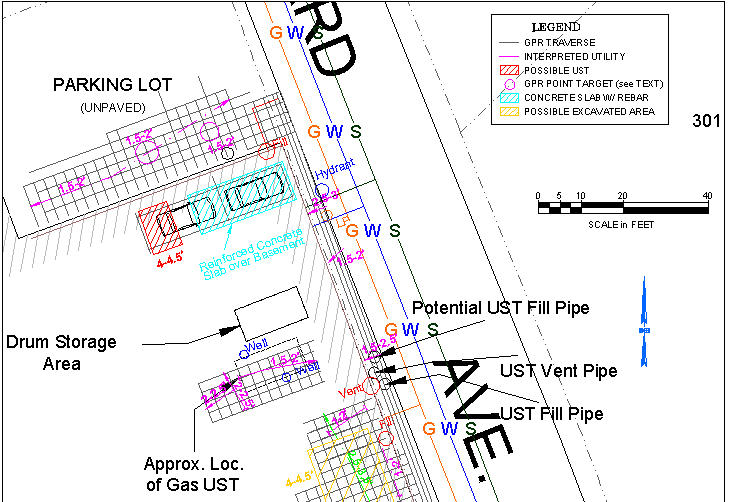 RD
G W S
LEGEND
GPR TRAVERSE
INTERPRETED UTILITY
POSSIBLE UST
GPR POINT TARGET (see TEXT)
CONCRETE SLAB W/ REBAR
POSSIBLE EXCAVATED AREA
PARKING LOT
(UNPAVED)
301
1.5-2'
1.5-2'
1.5-2'
G W S
Hydrant
2.5-3'
0 5 10 20 40
SCALE in FEET
G W S
4-4.5'
Reinforced Concrete
Slab over Basement
1.5-2'
Potential UST Fill Pipe
G W S
Drum Storage
Area
Well
1.5-2.5'
1.5-2'
Well
UST Vent Pipe
Vent
UST Fill Pipe
AVE.
1-2'
Fill
G W S
Approx. Loc.
of Gas UST
4-4.5'
1-2'